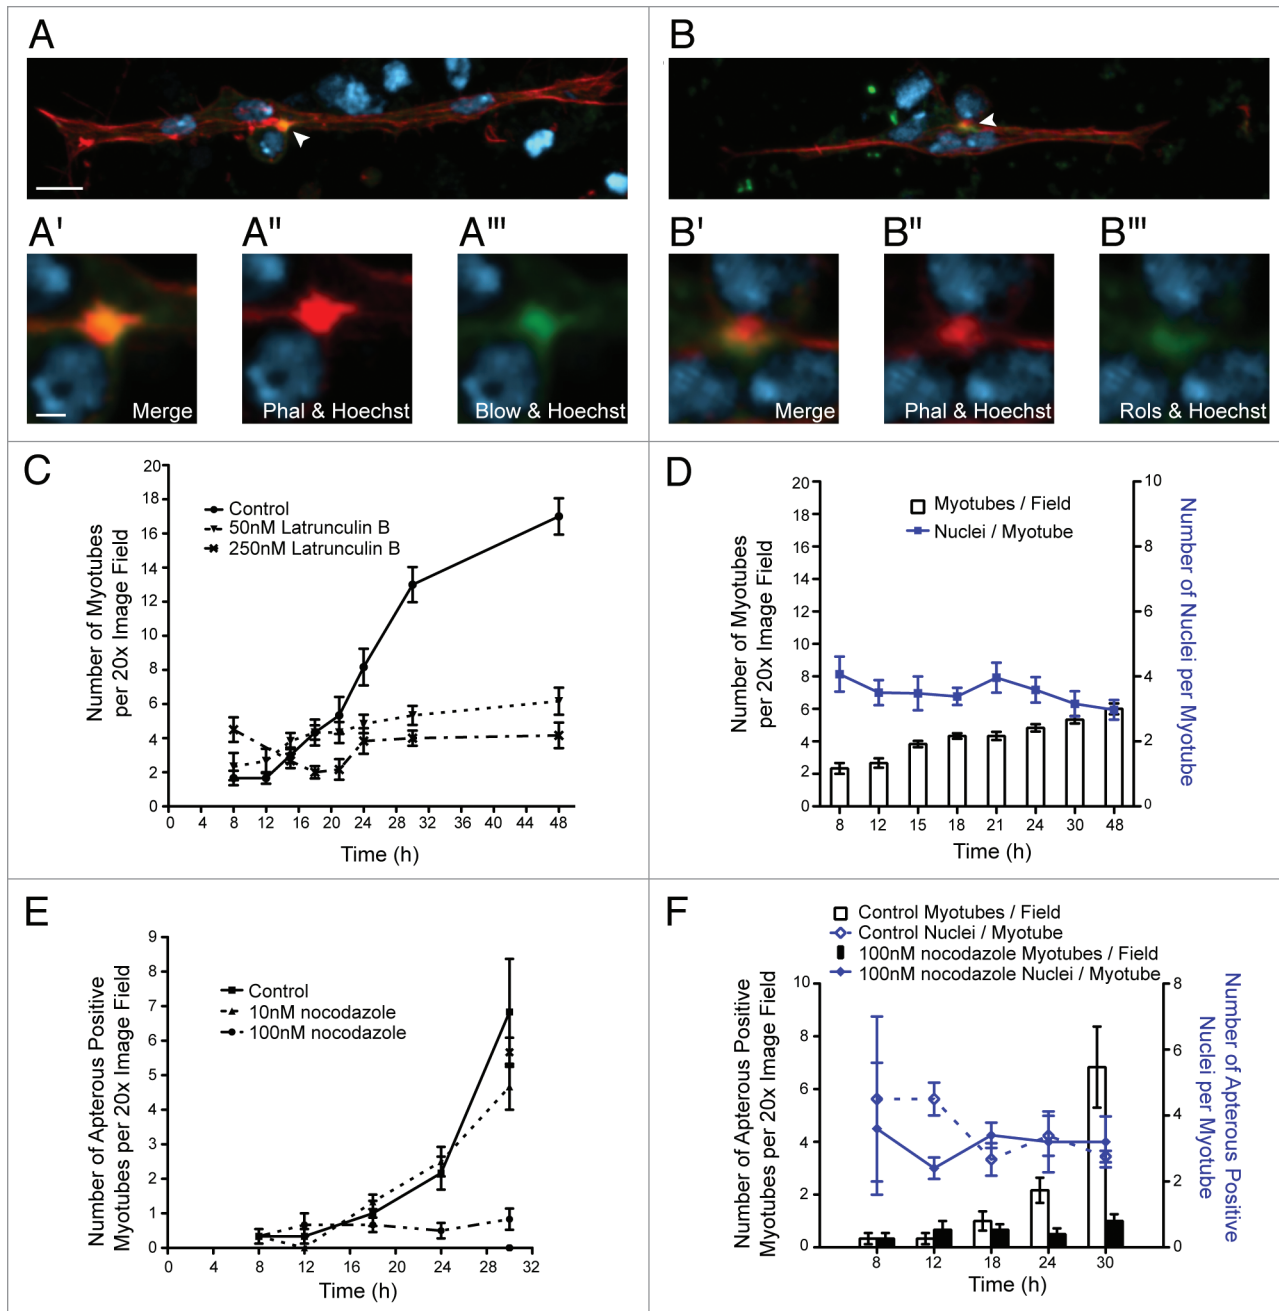 A
B
A'
A"
A'"
B'
B"
B'"
Merge
Phal & Hoechst
Blow & Hoechst
Merge
Phal & Hoechst
Rols & Hoechst
C
Number of Myotubes
per 20x Image Field
20
18
16
14
12
10
8
6
4
2
0
Control
50nM Latrunculin B
250nM Latrunculin B
0 4 8 12 16 20 24 28 32 36 40 44 48
Time (h)
D
Number of Myotubes
per 20x Image Field
20
18
16
14
12
10
8
6
4
2
0
Myotubes / Field
Nuclei / Myotube
10
8
6
4
2
0
Number of Nuclei per Myotube
8 12 15 18 21 24 30 48
Time (h)
E
Number of Apterous Positive
Myotubes per 20x Image Field
9
8
7
6
5
4
3
2
1
0
Control
10nM nocodazole
100nM nocodazole
0 4 8 12 16 20 24 28 32
Time (h)
F
Control Myotubes / Field
Control Nuclei / Myotube
100nM nocodazole Myotubes / Field
100nM nocodazole Nuclei / Myotube
Number of Apterous Positive
Myotubes per 20x Image Field
10
8
6
4
2
0
8
6
4
2
0
Number of Apterous Positive
Nuclei per Myotube
8 12 18 24 30
Time (h)